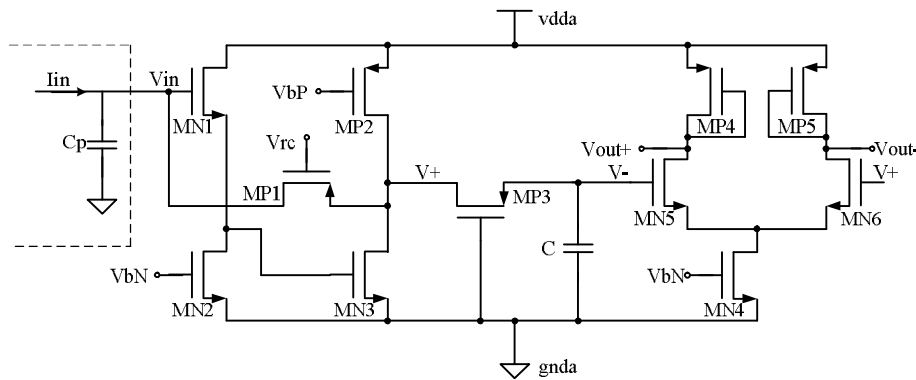 vdda
Iin
Vin
Cp
MN1
VbP
MP2
Vrc
MP1
V+
MP3
VbN
MN2
MN3
C
V-
Vout+
MP4
MP5
Vout-
V+
MN5
MN6
VbN
MN4
gnda